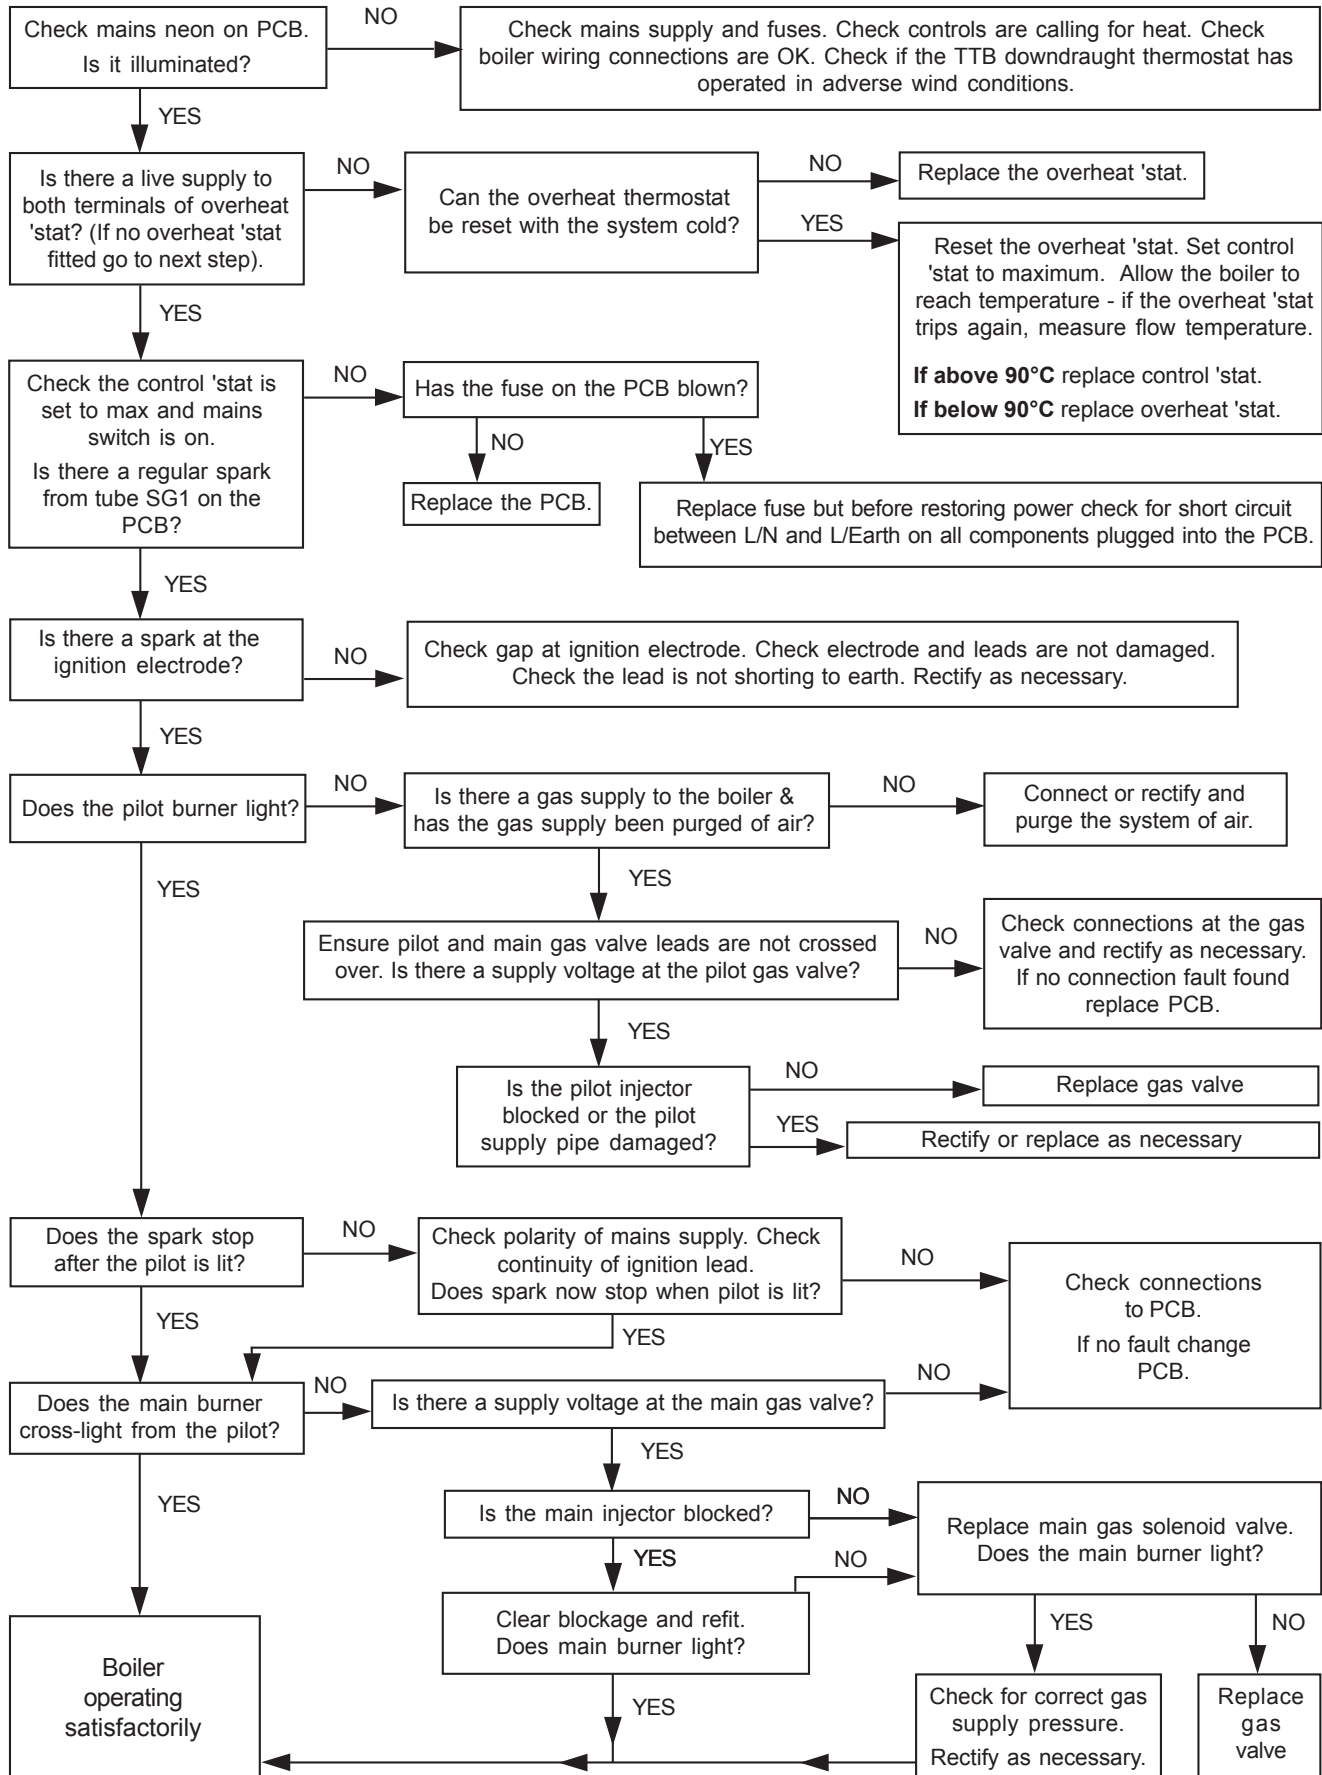 Check mains neon on PCB.
Is it illuminated?
NO
Check mains supply and fuses. Check controls are calling for heat. Check
boiler wiring connections are OK. Check if the TTB downdraught thermostat has
operated in adverse wind conditions.
YES
Is there a live supply to
both terminals of overheat
'stat? (If no overheat 'stat
fitted go to next step).
NO
Can the overheat thermostat
be reset with the system cold?
NO
Replace the overheat 'stat.
YES
Reset the overheat 'stat. Set control
'stat to maximum. Allow the boiler to
reach temperature - if the overheat 'stat
trips again, measure flow temperature.
If above 90°C replace control 'stat.
If below 90°C replace overheat 'stat.
YES
Check the control 'stat is
set to max and mains
switch is on.
Is there a regular spark
from tube SG1 on the
PCB?
NO
Has the fuse on the PCB blown?
NO
Replace the PCB.
YES
Replace fuse but before restoring power check for short circuit
between L/N and L/Earth on all components plugged into the PCB.
YES
Is there a spark at the
ignition electrode?
NO
Check gap at ignition electrode. Check electrode and leads are not damaged.
Check the lead is not shorting to earth. Rectify as necessary.
YES
Does the pilot burner light?
NO
Is there a gas supply to the boiler &
has the gas supply been purged of air?
NO
Connect or rectify and
purge the system of air.
YES
Ensure pilot and main gas valve leads are not crossed
over. Is there a supply voltage at the pilot gas valve?
NO
Check connections at the gas
valve and rectify as necessary.
If no connection fault found
replace PCB.
YES
Is the pilot injector
blocked or the pilot
supply pipe damaged?
NO
Replace gas valve
YES
Rectify or replace as necessary
YES
Does the spark stop
after the pilot is lit?
NO
Check polarity of mains supply. Check
continuity of ignition lead.
Does spark now stop when pilot is lit?
NO
Check connections
to PCB.
If no fault change
PCB.
YES
YES
Does the main burner
cross-light from the pilot?
NO
Is there a supply voltage at the main gas valve?
NO
YES
Is the main injector blocked?
NO
Replace main gas solenoid valve.
Does the main burner light?
YES
Clear blockage and refit.
Does main burner light?
NO
YES
Check for correct gas
supply pressure.
Rectify as necessary.
NO
Replace
gas
valve
YES
YES
Boiler
operating
satisfactorily